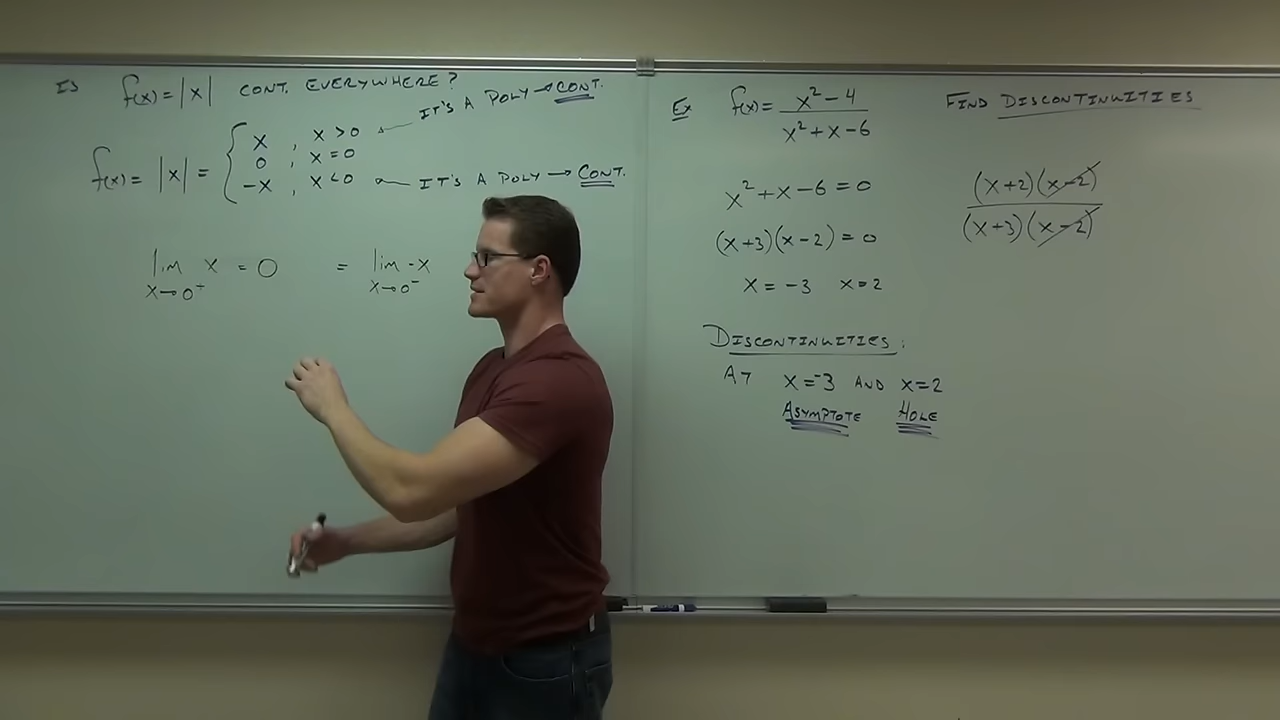 Is f(x) = |x| CONT. EVERYWHERE?
f(x) = |x| = { x , x > 0 ← IT'S A POLY → CONT.
0 , x = 0
-x , x < 0 ← IT'S A POLY → CONT.
lim x→0⁺ x = 0 = lim x→0⁻ -x
Ex f(x) = (x² - 4)/(x² + x - 6) FIND DISCONTINUITIES
x² + x - 6 = 0
(x+3)(x-2) = 0
x = -3 x = 2
(x+2)(x-2)
(x+3)(x-2)
DISCONTINUITIES:
AT x = -3 AND x = 2
ASYMPTOTE HOLE